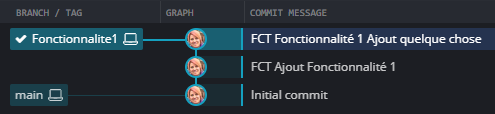 BRANCH / TAG GRAPH COMMIT MESSAGE
Fonctionnalite1 FCT Fonctionnalité 1 Ajout quelque chose
FCT Ajout Fonctionnalité 1
main Initial commit